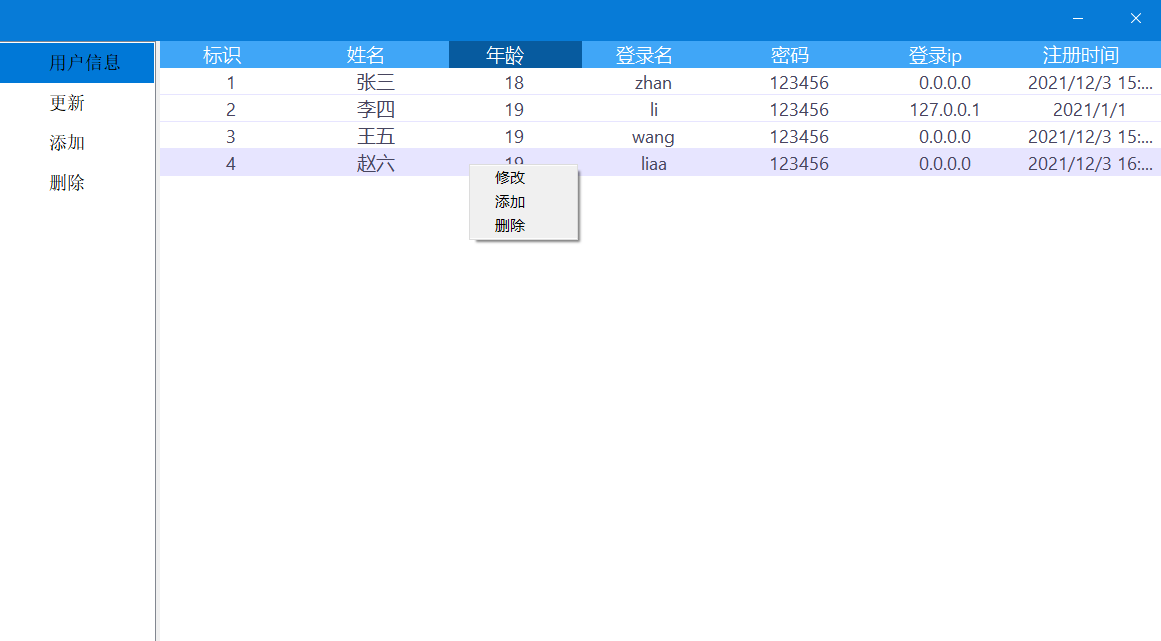 用户信息
更新
添加
删除
标识 姓名 年龄 登录名 密码 登录ip 注册时间
1 张三 18 zhan 123456 0.0.0.0 2021/12/3 15:...
2 李四 19 li 123456 127.0.0.1 2021/1/1
3 王五 19 wang 123456 0.0.0.0 2021/12/3 15:...
4 赵六 19 liaa 123456 0.0.0.0 2021/12/3 16:...
修改
添加
删除